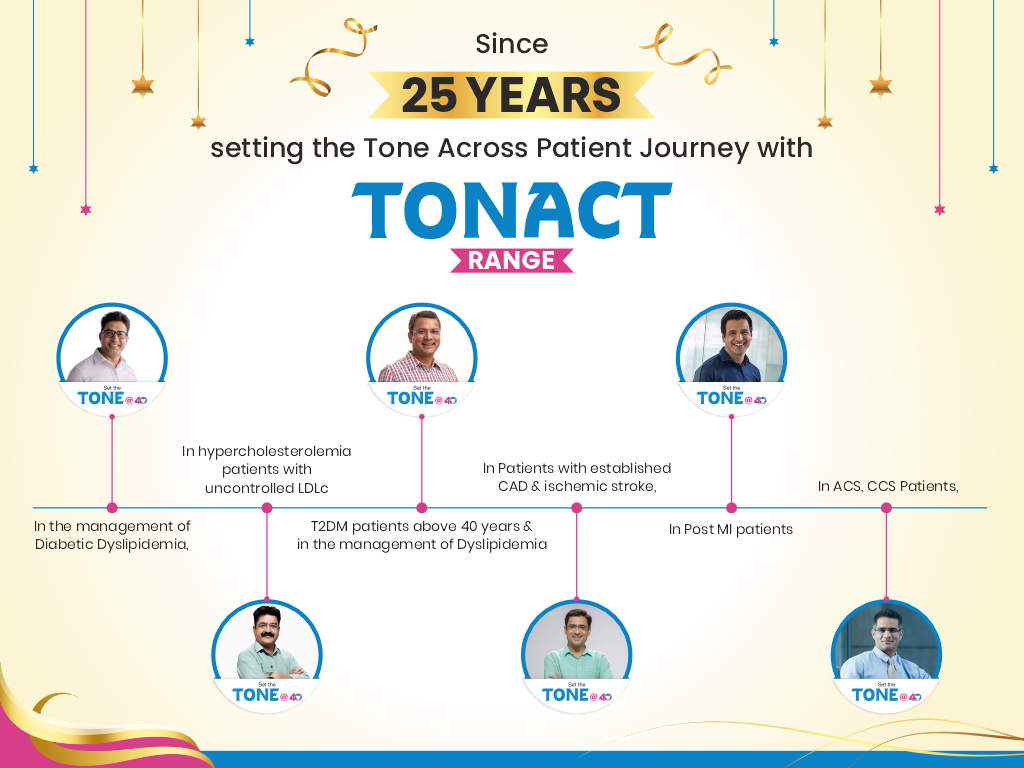 Since
25 YEARS
setting the Tone Across Patient Journey with
TONACT
RANGE
Set the
TONE @ 40
Set the
TONE @ 40
Set the
TONE @ 40
In hypercholesterolemia
patients with
uncontrolled LDLc
In Patients with established
CAD & ischemic stroke,
In ACS, CCS Patients,
In the management of
Diabetic Dyslipidemia,
T2DM patients above 40 years &
in the management of Dyslipidemia
In Post MI patients
Set the
TONE @ 40
Set the
TONE @ 40
Set the
TONE @ 40